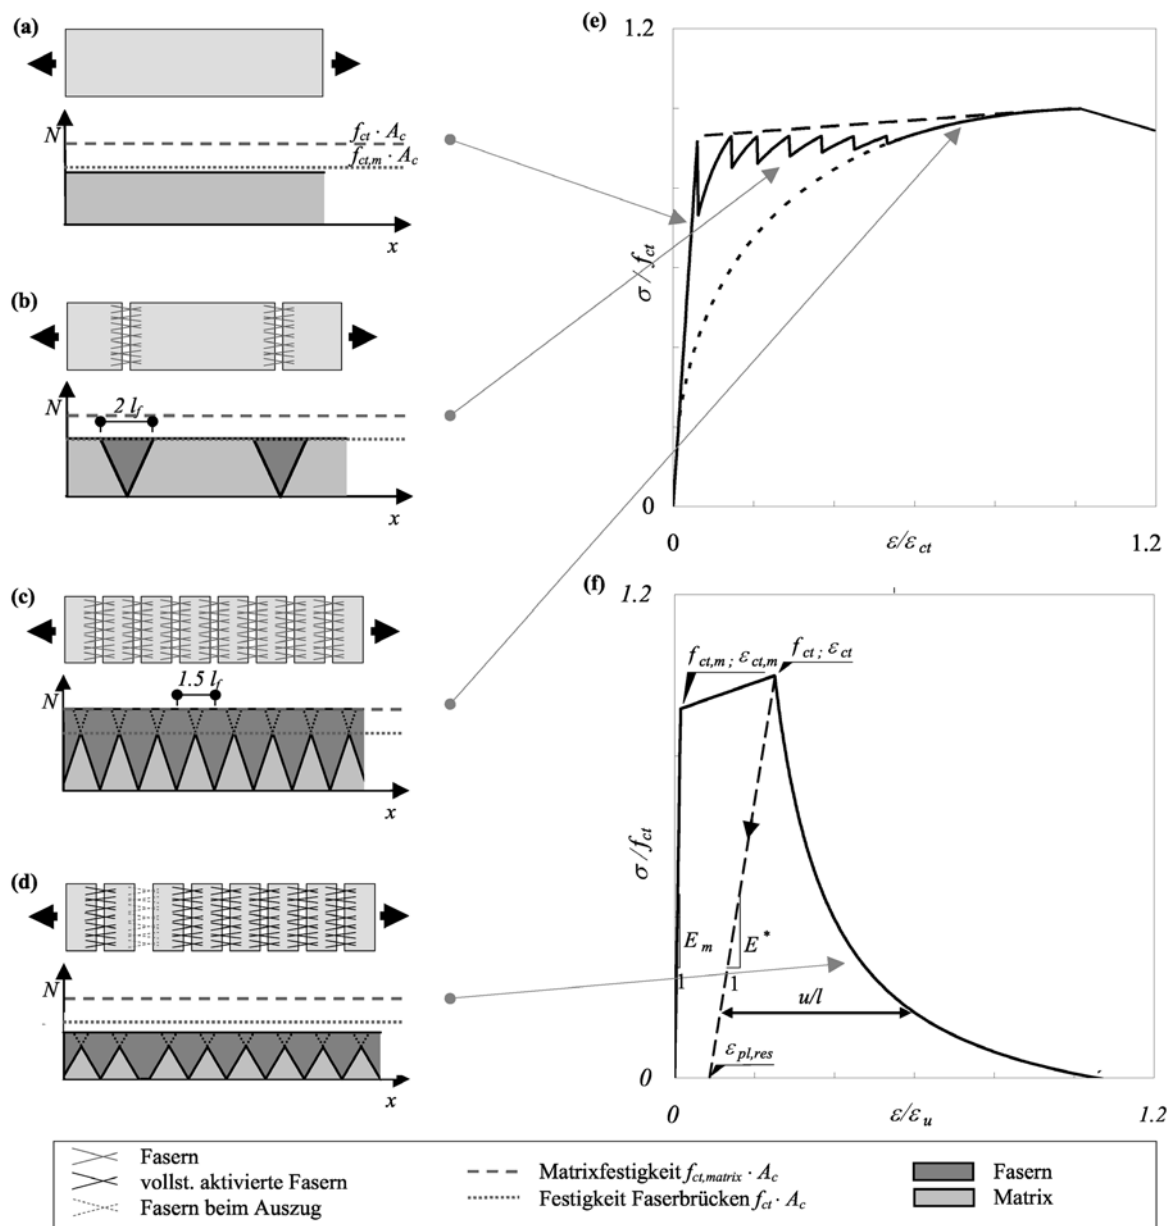 (a)
N
f_ct · A_c
f_ct,m · A_c
x
(b)
N
2 l_f
x
(c)
1.5 l_f
N
x
(d)
N
x
(e)
1.2
σ / f_ct
0
0
ε/ε_ct
1.2
(f)
1.2
f_ct,m ; ε_ct,m
f_ct ; ε_ct
σ / f_ct
E_m
1
E*
1
u/l
ε_pl,res
0
0
ε/ε_u
1.2
Fasern
vollst. aktivierte Fasern
Fasern beim Auszug
Matrixfestigkeit f_ct,matrix · A_c
Festigkeit Faserbrücken f_ct · A_c
Fasern
Matrix